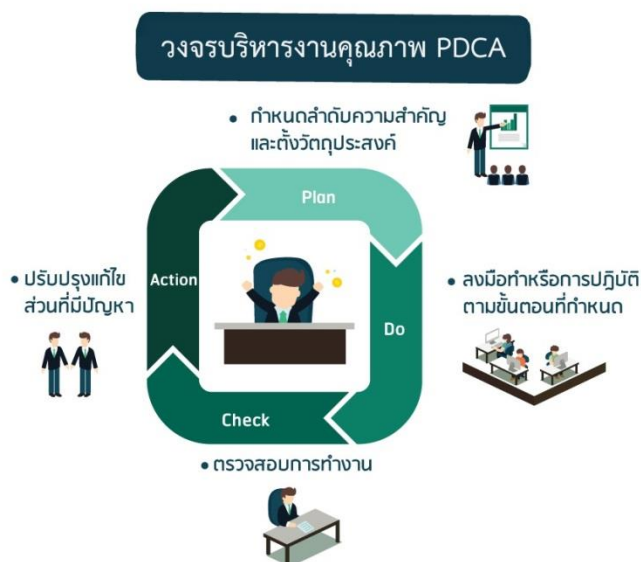 วงจรบริหารงานคุณภาพ PDCA
• กำหนดลำดับความสำคัญ
และตั้งวัตถุประสงค์
Plan
• ปรับปรุงแก้ไข
ส่วนที่มีปัญหา
Action
• ลงมือทำหรือการปฏิบัติ
ตามขั้นตอนที่กำหนด
Do
Check
• ตรวจสอบการทำงาน